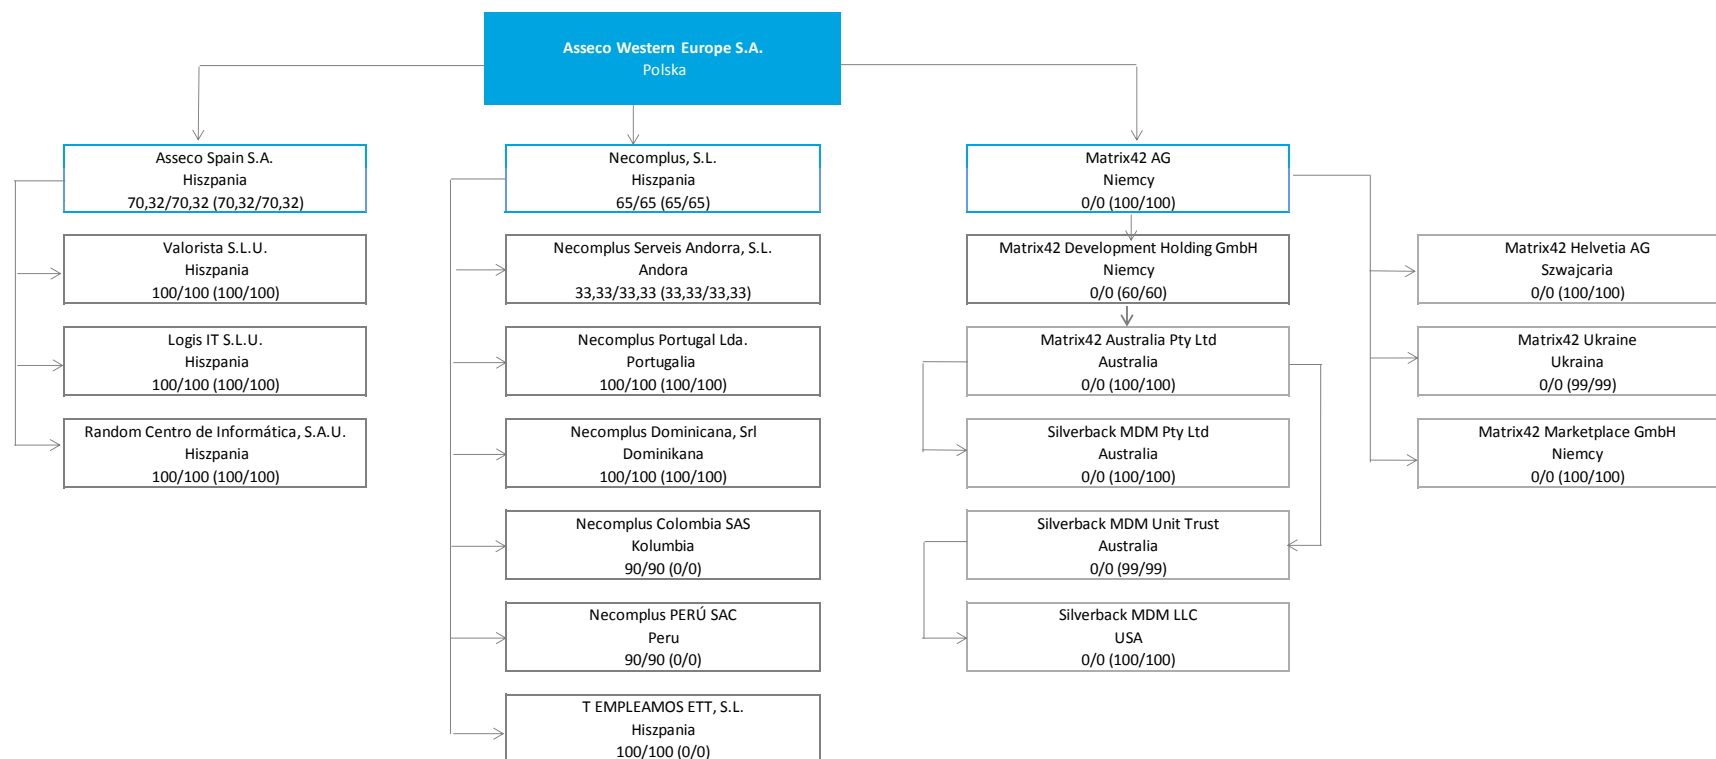 Asseco Western Europe S.A.
Polska
Asseco Spain S.A.
Hiszpania
70,32/70,32 (70,32/70,32)
Valorista S.L.U.
Hiszpania
100/100 (100/100)
Logis IT S.L.U.
Hiszpania
100/100 (100/100)
Random Centro de Informática, S.A.U.
Hiszpania
100/100 (100/100)
Necomplus, S.L.
Hiszpania
65/65 (65/65)
Necomplus Serveis Andorra, S.L.
Andora
33,33/33,33 (33,33/33,33)
Necomplus Portugal Lda.
Portugalia
100/100 (100/100)
Necomplus Dominicana, Srl
Dominikana
100/100 (100/100)
Necomplus Colombia SAS
Kolumbia
90/90 (0/0)
Necomplus PERÚ SAC
Peru
90/90 (0/0)
T EMPLEAMOS ETT, S.L.
Hiszpania
100/100 (0/0)
Matrix42 AG
Niemcy
0/0 (100/100)
Matrix42 Development Holding GmbH
Niemcy
0/0 (60/60)
Matrix42 Australia Pty Ltd
Australia
0/0 (100/100)
Silverback MDM Pty Ltd
Australia
0/0 (100/100)
Silverback MDM Unit Trust
Australia
0/0 (99/99)
Silverback MDM LLC
USA
0/0 (100/100)
Matrix42 Helvetia AG
Szwajcaria
0/0 (100/100)
Matrix42 Ukraine
Ukraina
0/0 (99/99)
Matrix42 Marketplace GmbH
Niemcy
0/0 (100/100)